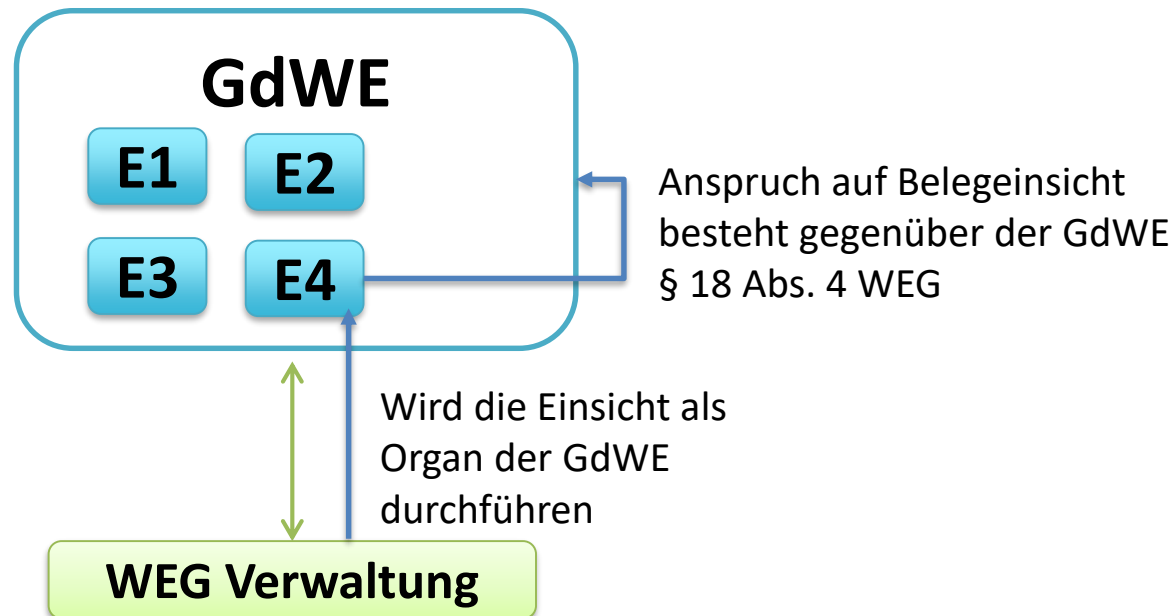 GdWE
E1
E2
E3
E4
Anspruch auf Belegeinsicht
besteht gegenüber der GdWE
§ 18 Abs. 4 WEG
Wird die Einsicht als
Organ der GdWE
durchführen
WEG Verwaltung